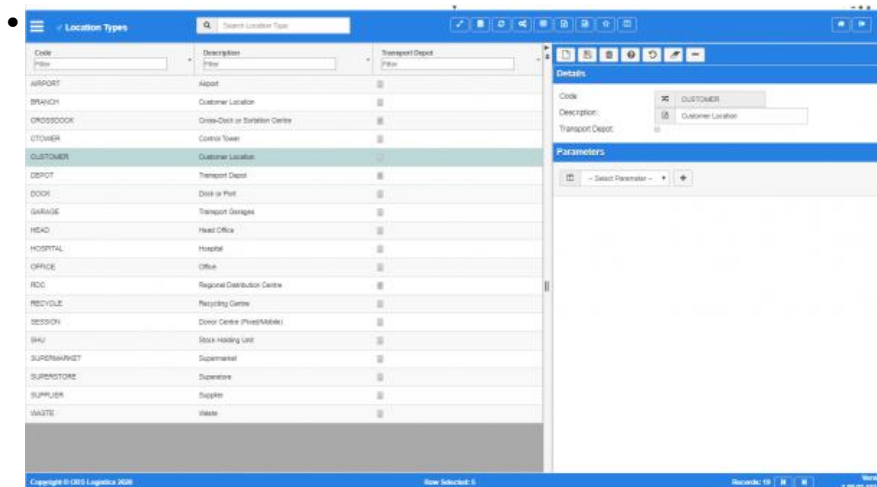 Location Types
Search Location Type
Code
Description
Transport Depot
Filter
Filter
Filter
AIRPORT Airport
BRANCH Customer Location
CROSSDOCK Cross-Dock or Sortation Centre
CTOWER Control Tower
CUSTOMER Customer Location
DEPOT Transport Depot
DOCK Dock or Port
GARAGE Transport Garages
HEAD Head Office
HOSPITAL Hospital
OFFICE Office
RDC Regional Distribution Centre
RECYCLE Recycling Centre
SESSION Donor Centre (Fixed/Mobile)
SHU Stock Holding Unit
SUPERMARKET Supermarket
SUPERSTORE Superstore
SUPPLIER Supplier
WASTE Waste
Details
Code CUSTOMER
Description: Customer Location
Transport Depot:
Parameters
-- Select Parameter --
Copyright © OBS Logistics 2020
Row Selected: 5
Records: 19